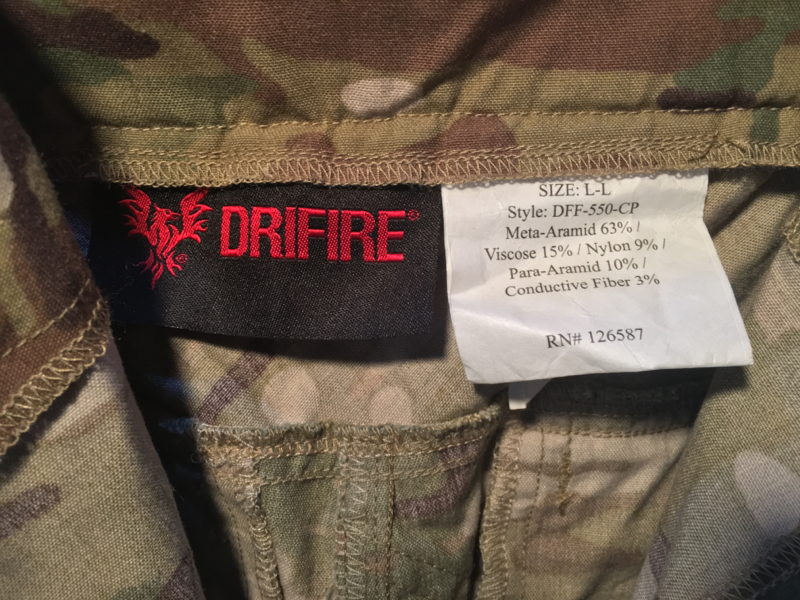 DRIFIRE®
®
SIZE: L-L
Style: DFF-550-CP
Meta-Aramid 63% /
Viscose 15% / Nylon 9% /
Para-Aramid 10% /
Conductive Fiber 3%
RN# 126587